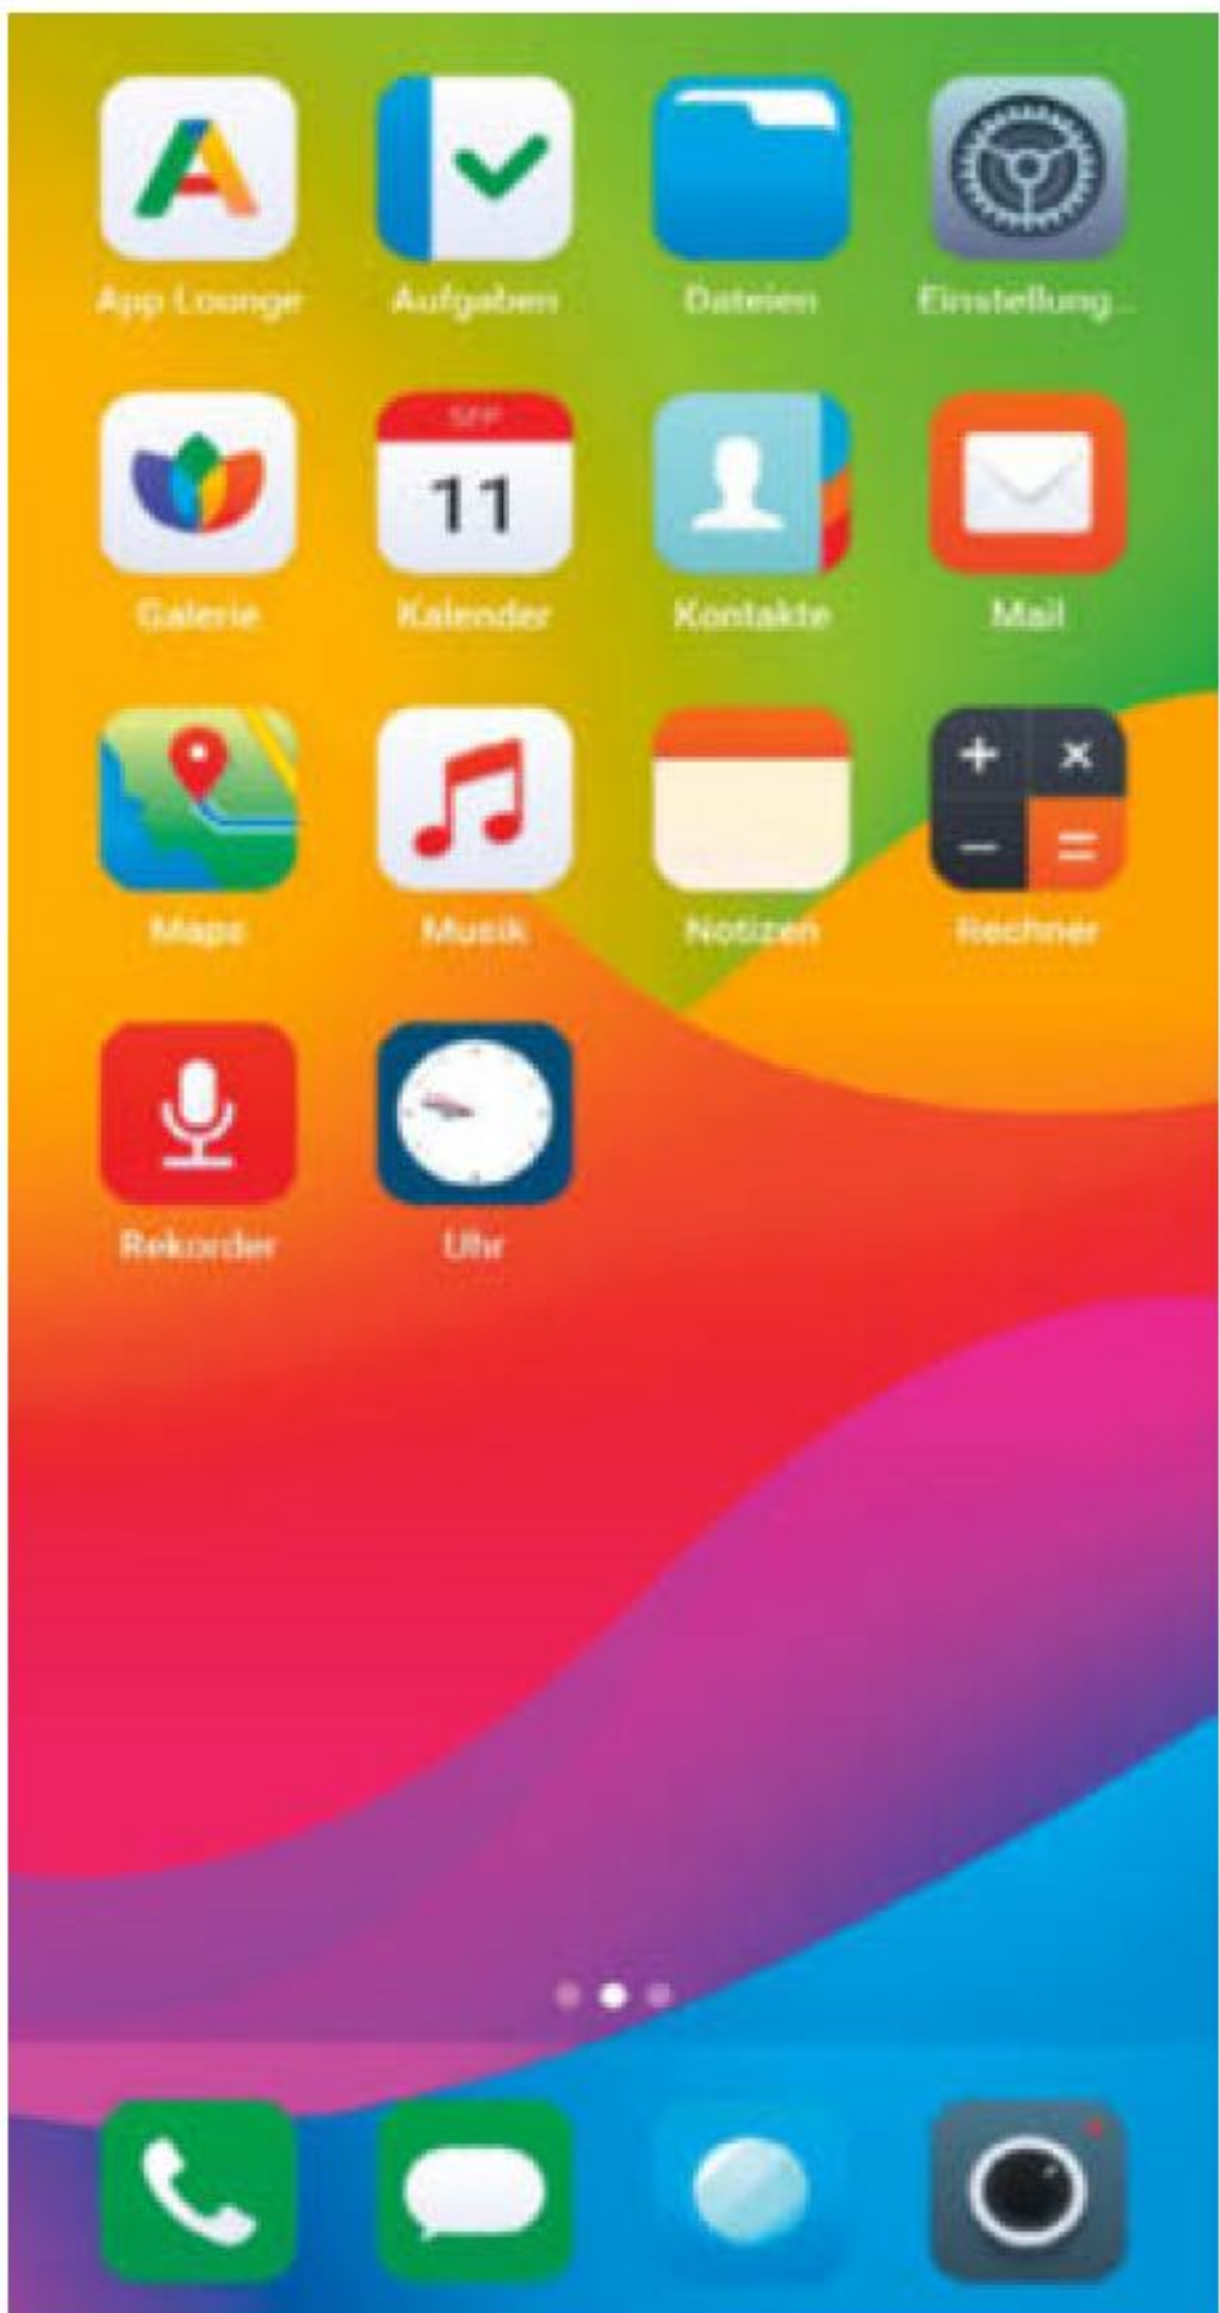 App Lounge Aufgaben Dateien Einstellung...
SEP
11
Galerie Kalender Kontakte Mail
+ ×
− =
Maps Musik Notizen Rechner
Rekorder Uhr